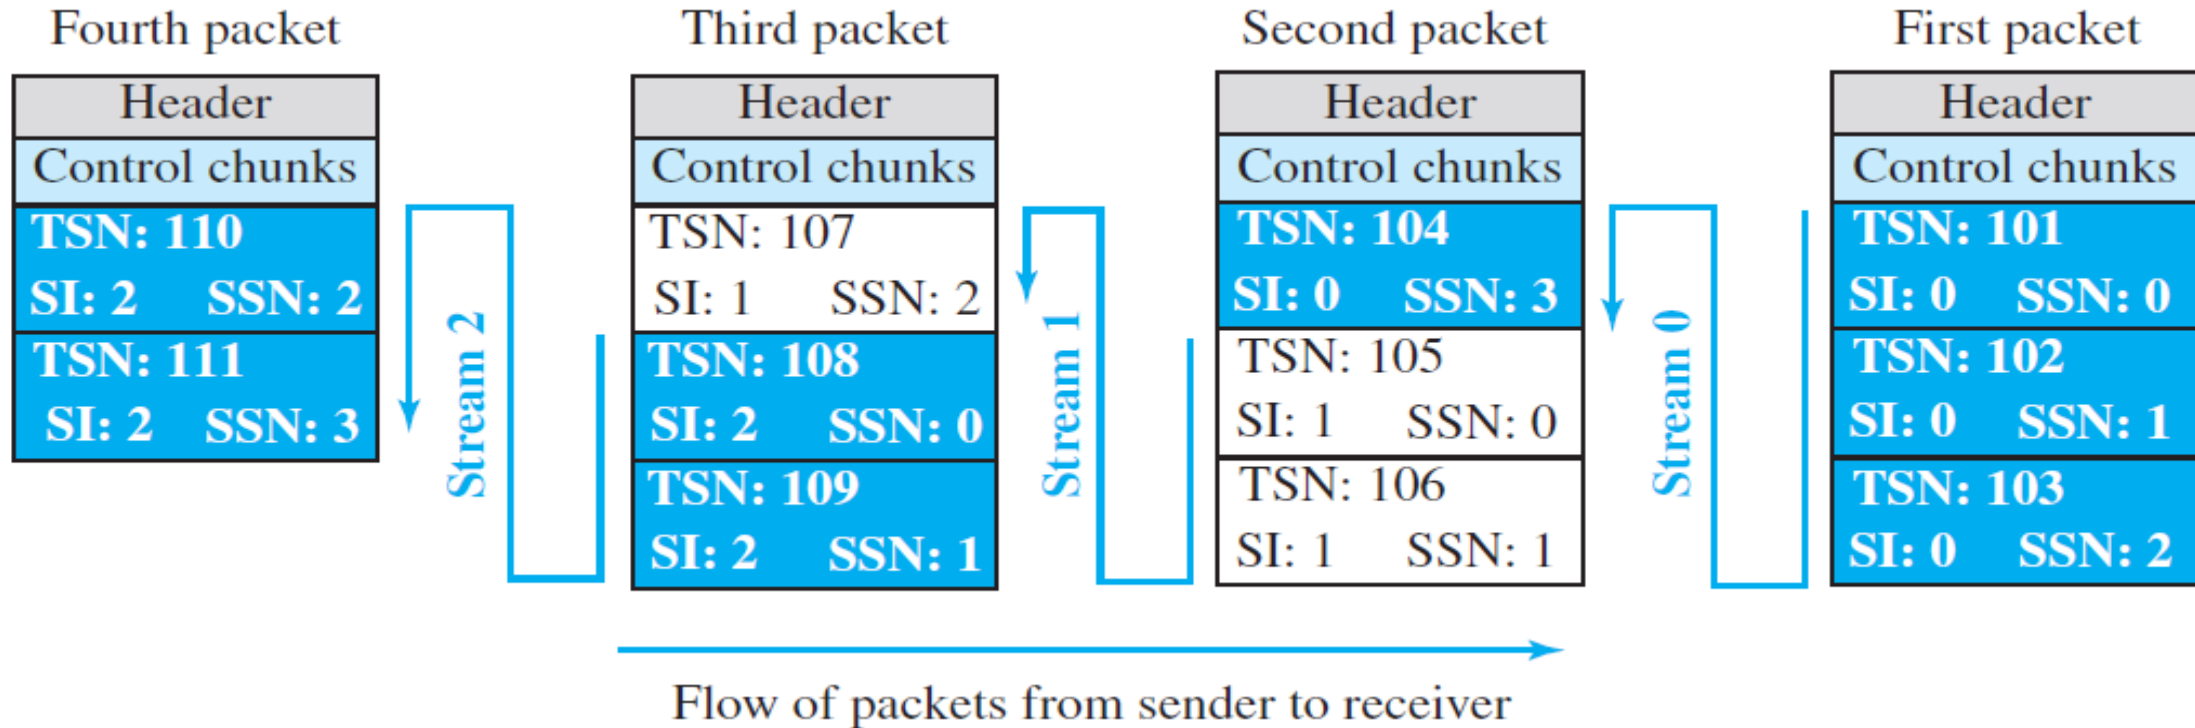 Fourth packet
Header
Control chunks
TSN: 110
SI: 2 SSN: 2
TSN: 111
SI: 2 SSN: 3
Stream 2
Third packet
Header
Control chunks
TSN: 107
SI: 1 SSN: 2
TSN: 108
SI: 2 SSN: 0
TSN: 109
SI: 2 SSN: 1
Stream 1
Second packet
Header
Control chunks
TSN: 104
SI: 0 SSN: 3
TSN: 105
SI: 1 SSN: 0
TSN: 106
SI: 1 SSN: 1
Stream 0
First packet
Header
Control chunks
TSN: 101
SI: 0 SSN: 0
TSN: 102
SI: 0 SSN: 1
TSN: 103
SI: 0 SSN: 2
Flow of packets from sender to receiver